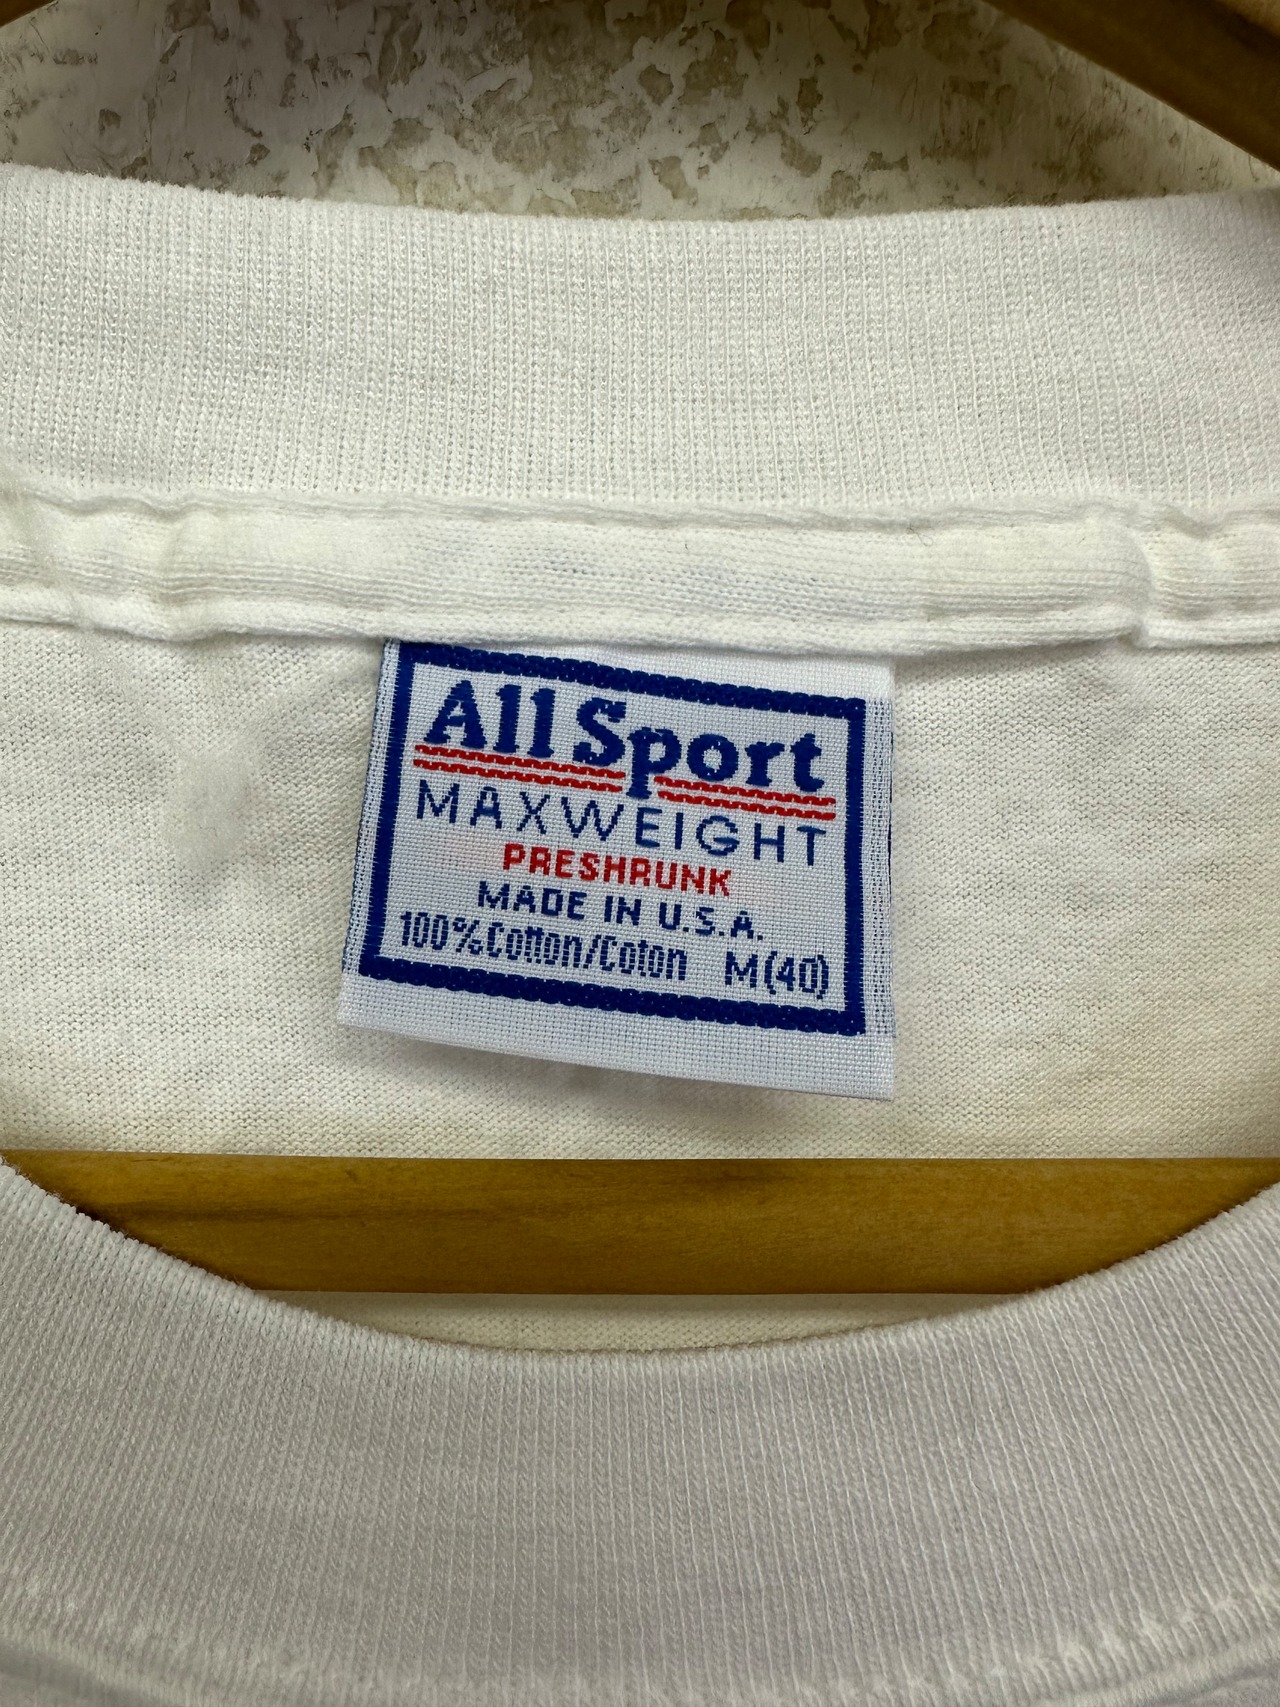 All Sport
MAXWEIGHT
PRESHRUNK
MADE IN U.S.A.
100% Cotton/Coton M(40)